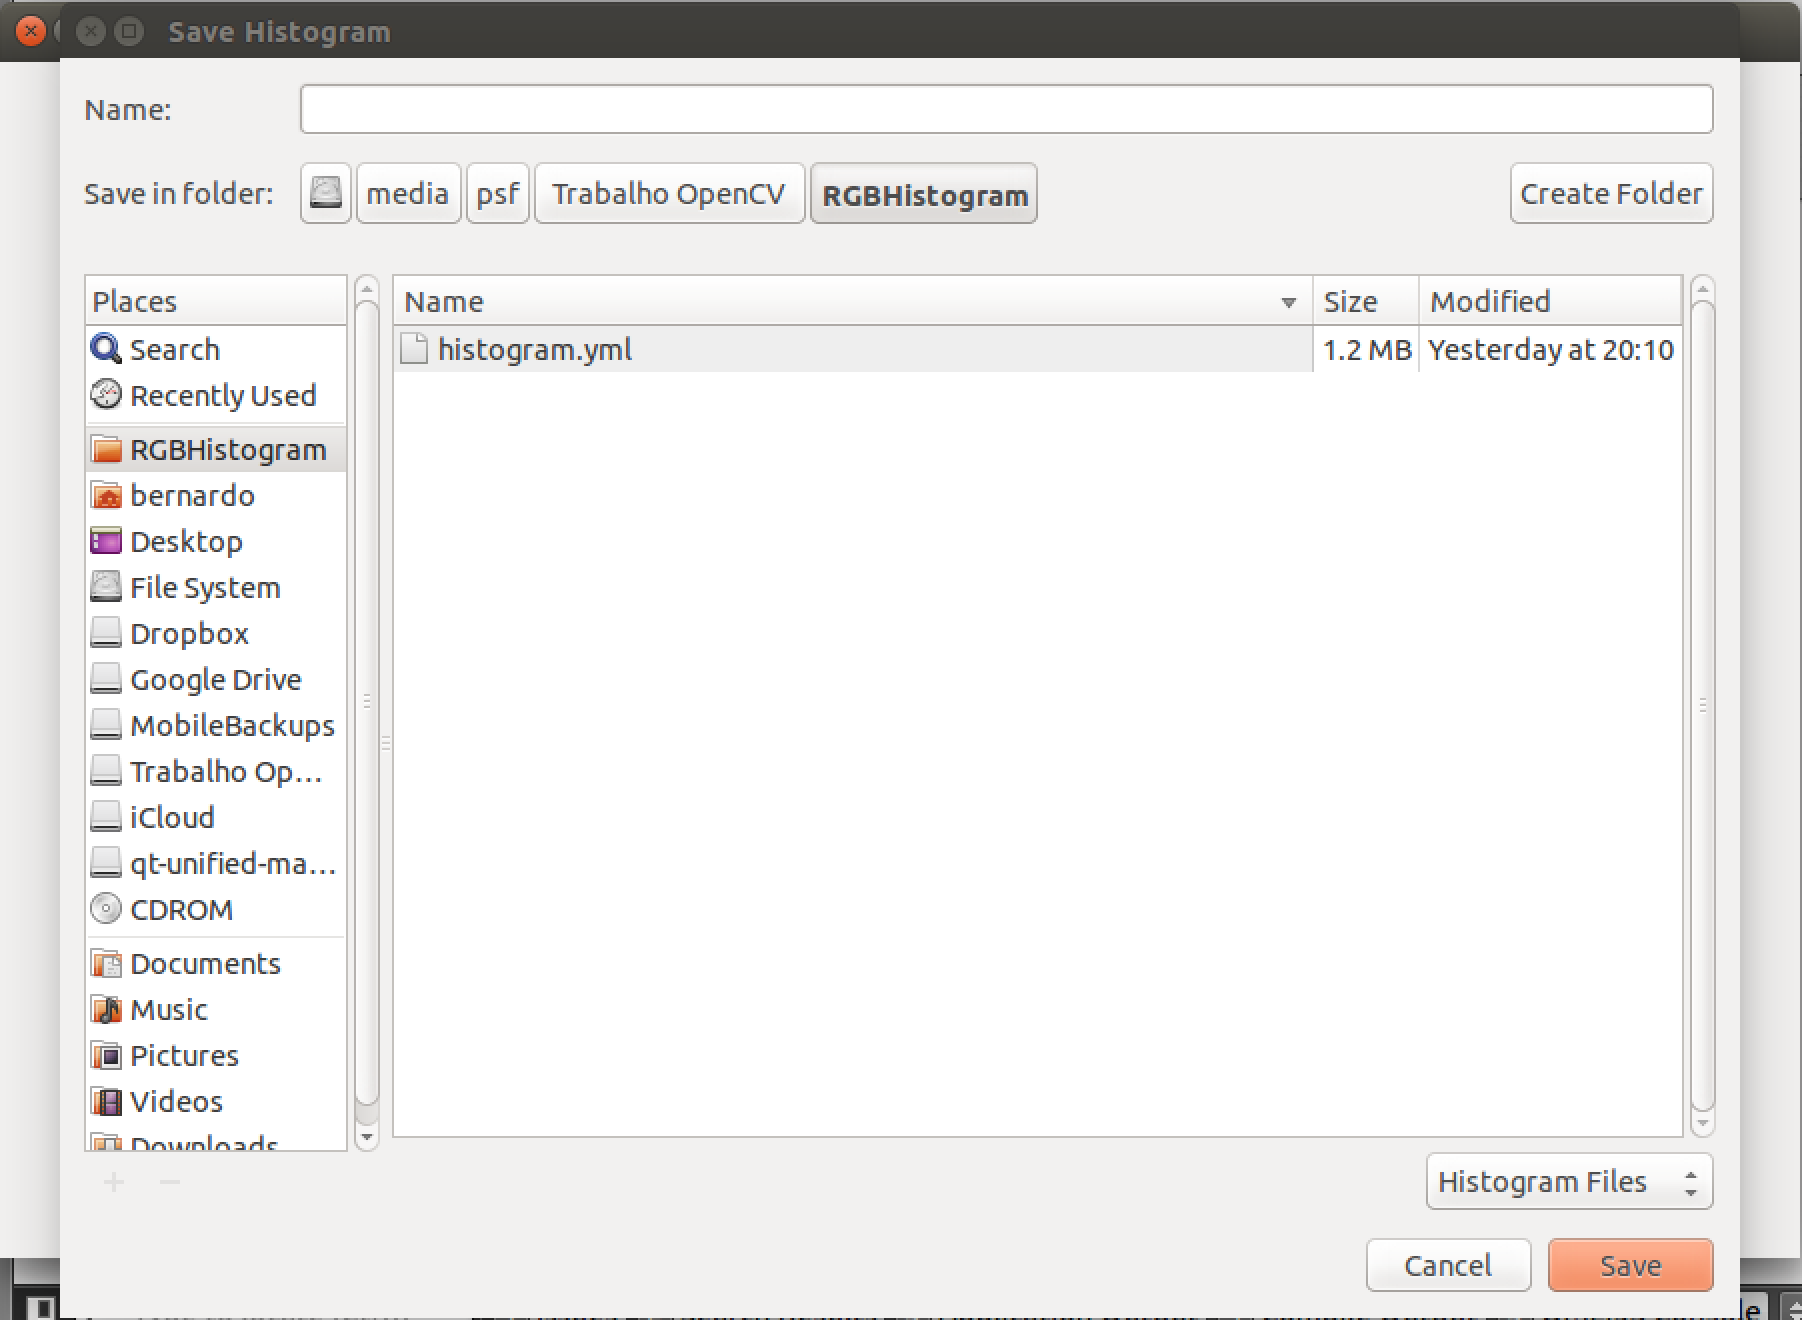 Save Histogram
Name:
Save in folder: media psf Trabalho OpenCV RGBHistogram Create Folder
Places
Search
Recently Used
RGBHistogram
bernardo
Desktop
File System
Dropbox
Google Drive
MobileBackups
Trabalho Op...
iCloud
qt-unified-ma...
CDROM
Documents
Music
Pictures
Videos
Downloads
Name Size Modified
histogram.yml 1.2 MB Yesterday at 20:10
Histogram Files
Cancel Save